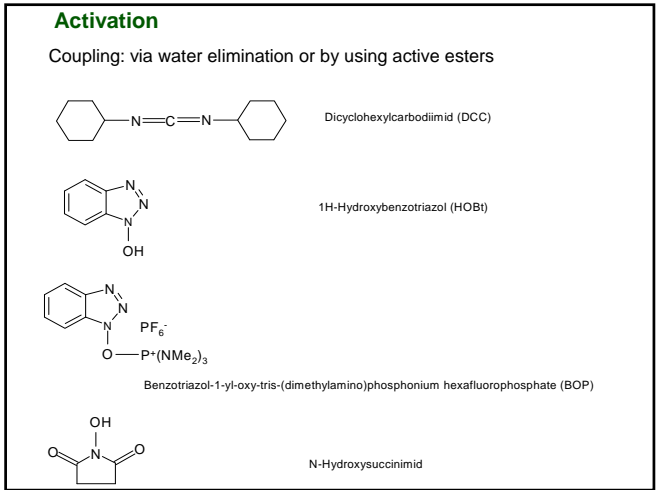 Activation
Coupling: via water elimination or by using active esters
N=C=N
Dicyclohexylcarbodiimid (DCC)
N
N
N
OH
1H-Hydroxybenzotriazol (HOBt)
N
N
N
PF6-
O—P+(NMe2)3
Benzotriazol-1-yl-oxy-tris-(dimethylamino)phosphonium hexafluorophosphate (BOP)
OH
O N O
N-Hydroxysuccinimid